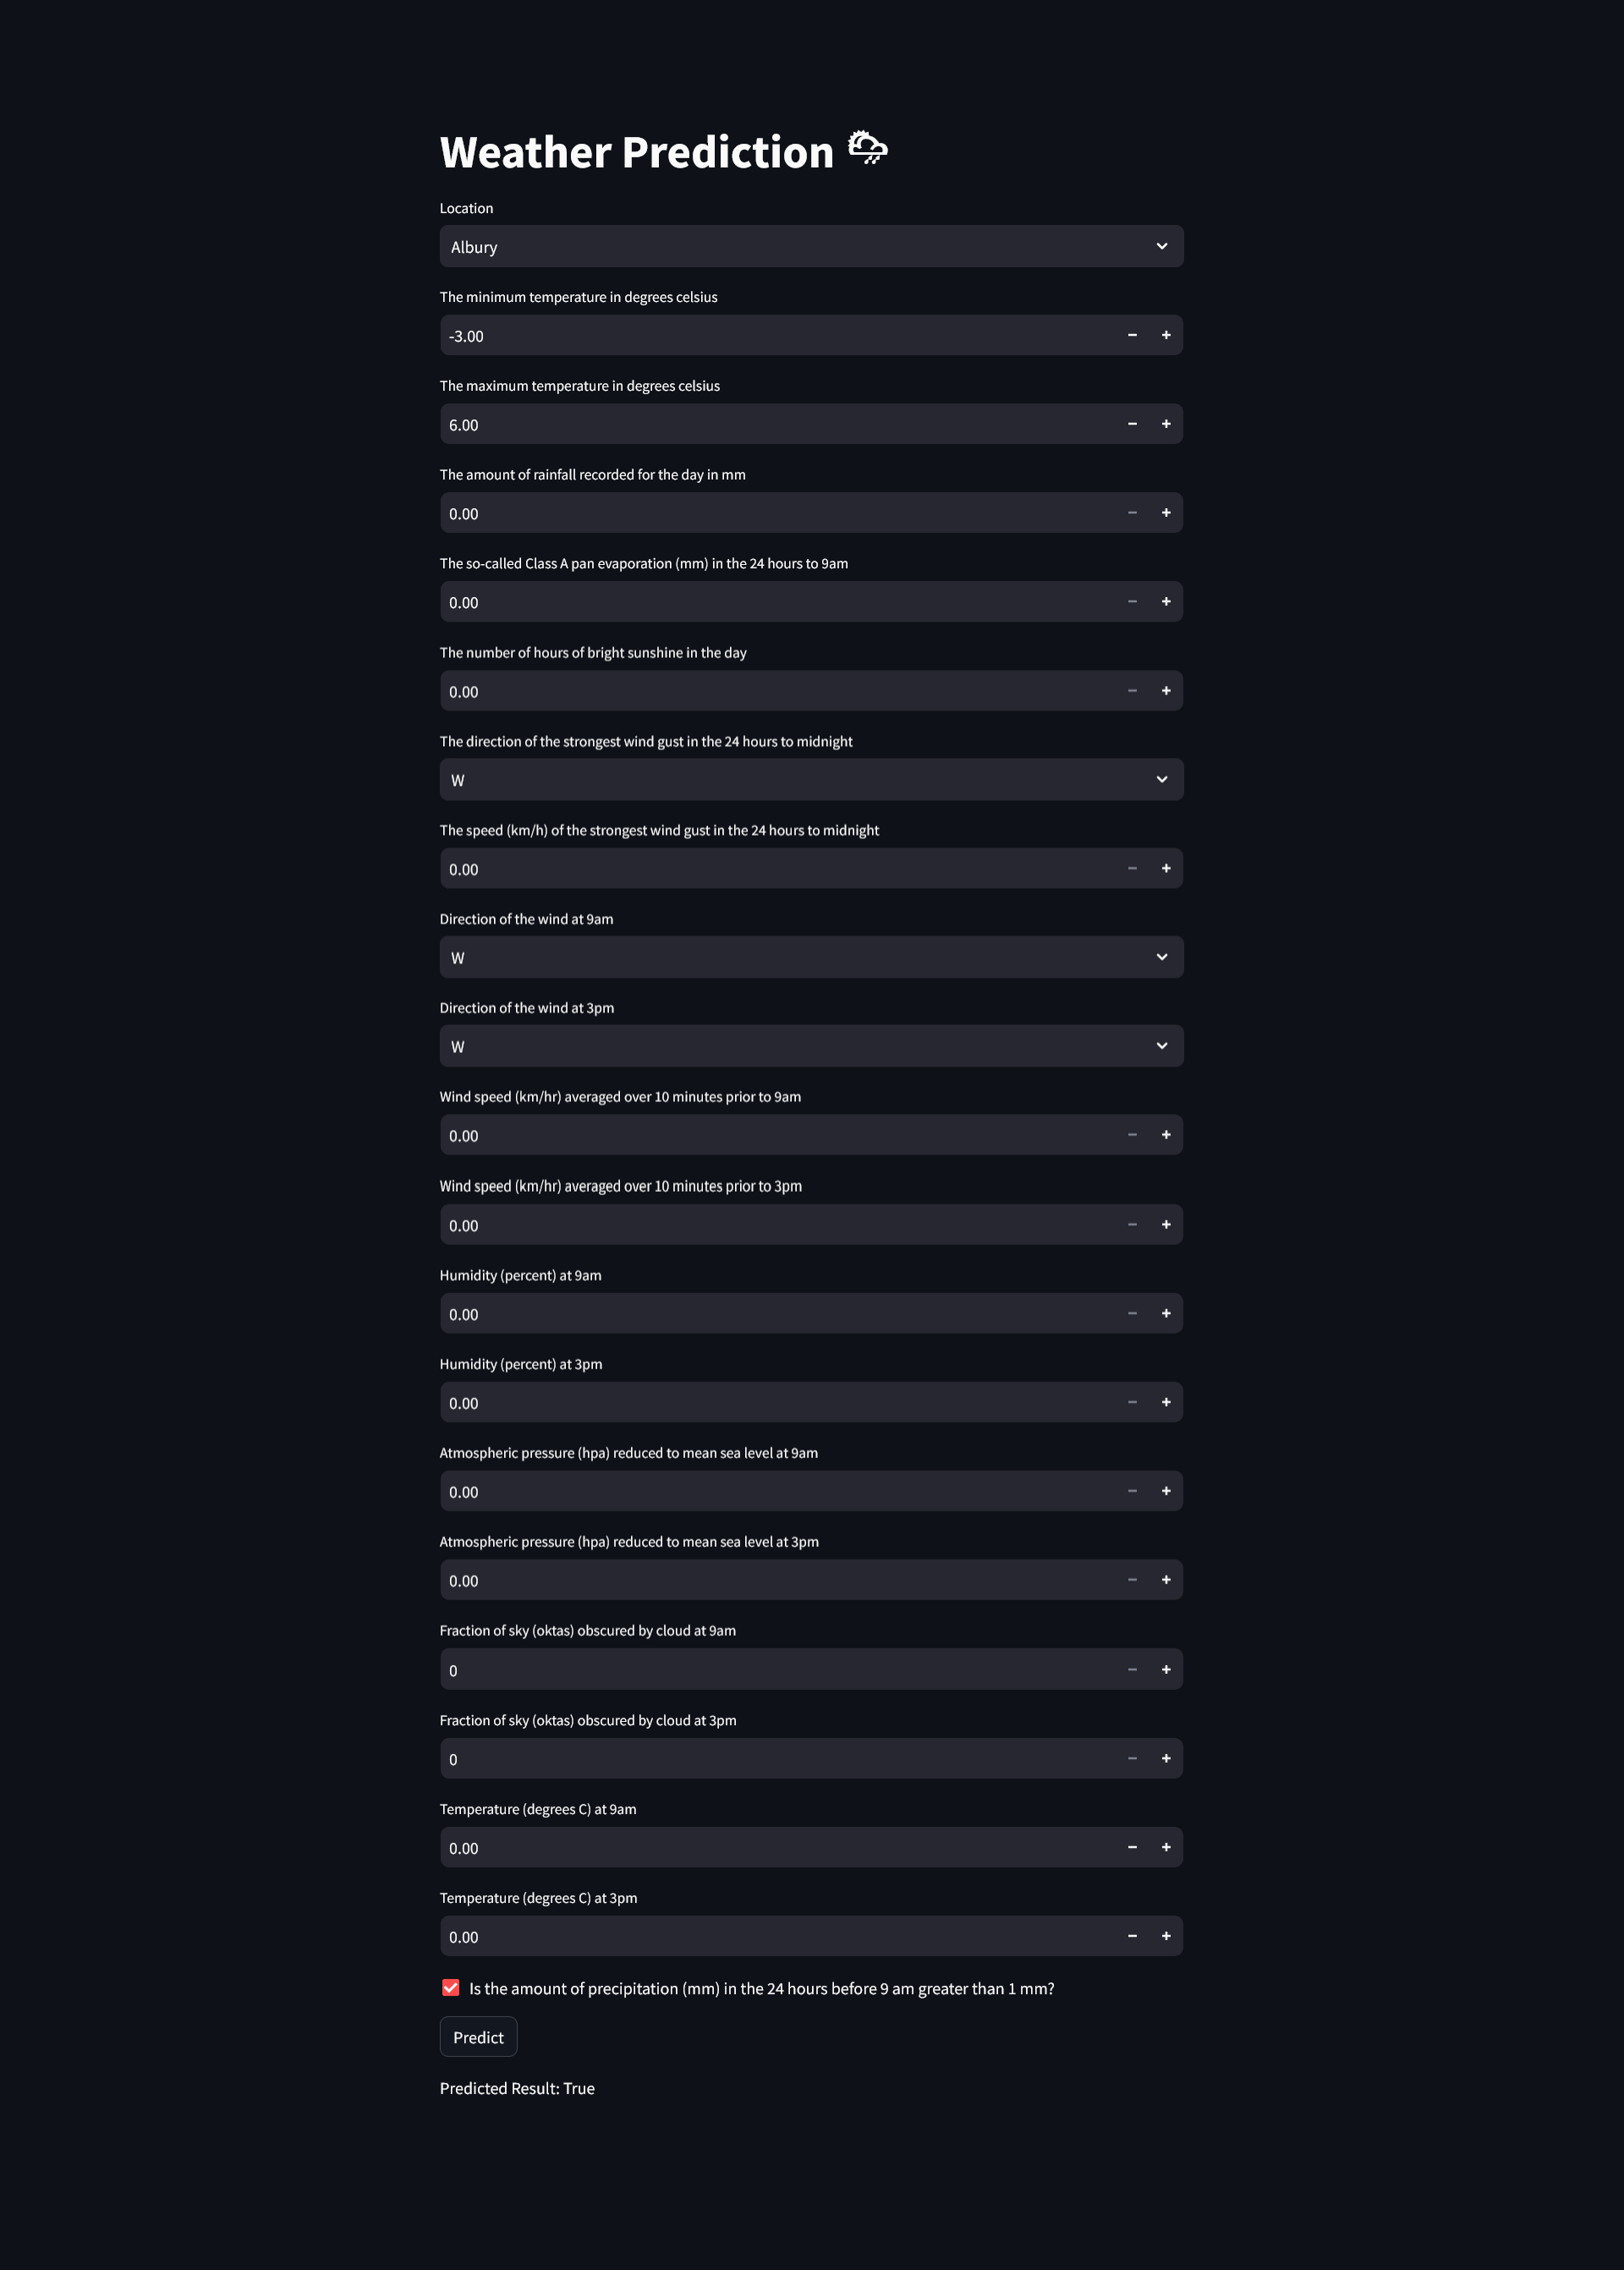 Weather Prediction
Location
Albury
The minimum temperature in degrees celsius
-3.00
The maximum temperature in degrees celsius
6.00
The amount of rainfall recorded for the day in mm
0.00
The so-called Class A pan evaporation (mm) in the 24 hours to 9am
0.00
The number of hours of bright sunshine in the day
0.00
The direction of the strongest wind gust in the 24 hours to midnight
W
The speed (km/h) of the strongest wind gust in the 24 hours to midnight
0.00
Direction of the wind at 9am
W
Direction of the wind at 3pm
W
Wind speed (km/hr) averaged over 10 minutes prior to 9am
0.00
Wind speed (km/hr) averaged over 10 minutes prior to 3pm
0.00
Humidity (percent) at 9am
0.00
Humidity (percent) at 3pm
0.00
Atmospheric pressure (hpa) reduced to mean sea level at 9am
0.00
Atmospheric pressure (hpa) reduced to mean sea level at 3pm
0.00
Fraction of sky (oktas) obscured by cloud at 9am
0
Fraction of sky (oktas) obscured by cloud at 3pm
0
Temperature (degrees C) at 9am
0.00
Temperature (degrees C) at 3pm
0.00
Is the amount of precipitation (mm) in the 24 hours before 9 am greater than 1 mm?
Predict
Predicted Result: True